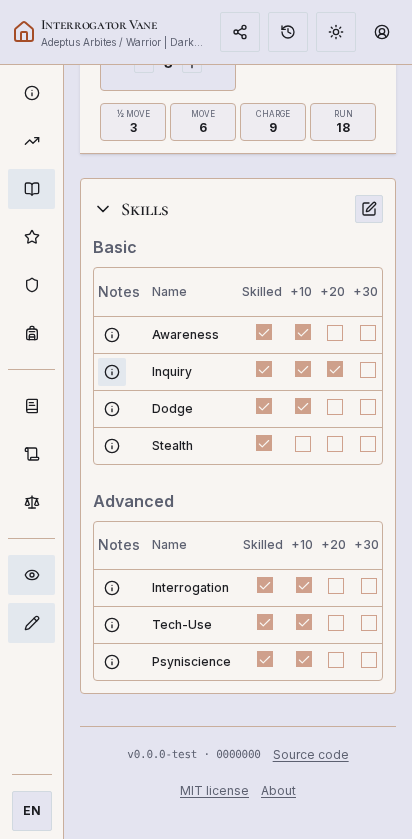 Interrogator Vane
Adeptus Arbites / Warrior | Dark...
½ MOVE MOVE CHARGE RUN
3 6 9 18
Skills
Basic
Notes Name Skilled +10 +20 +30
Awareness
Inquiry
Dodge
Stealth
Advanced
Notes Name Skilled +10 +20 +30
Interrogation
Tech-Use
Psyniscience
v0.0.0-test · 0000000 Source code
MIT license About
EN